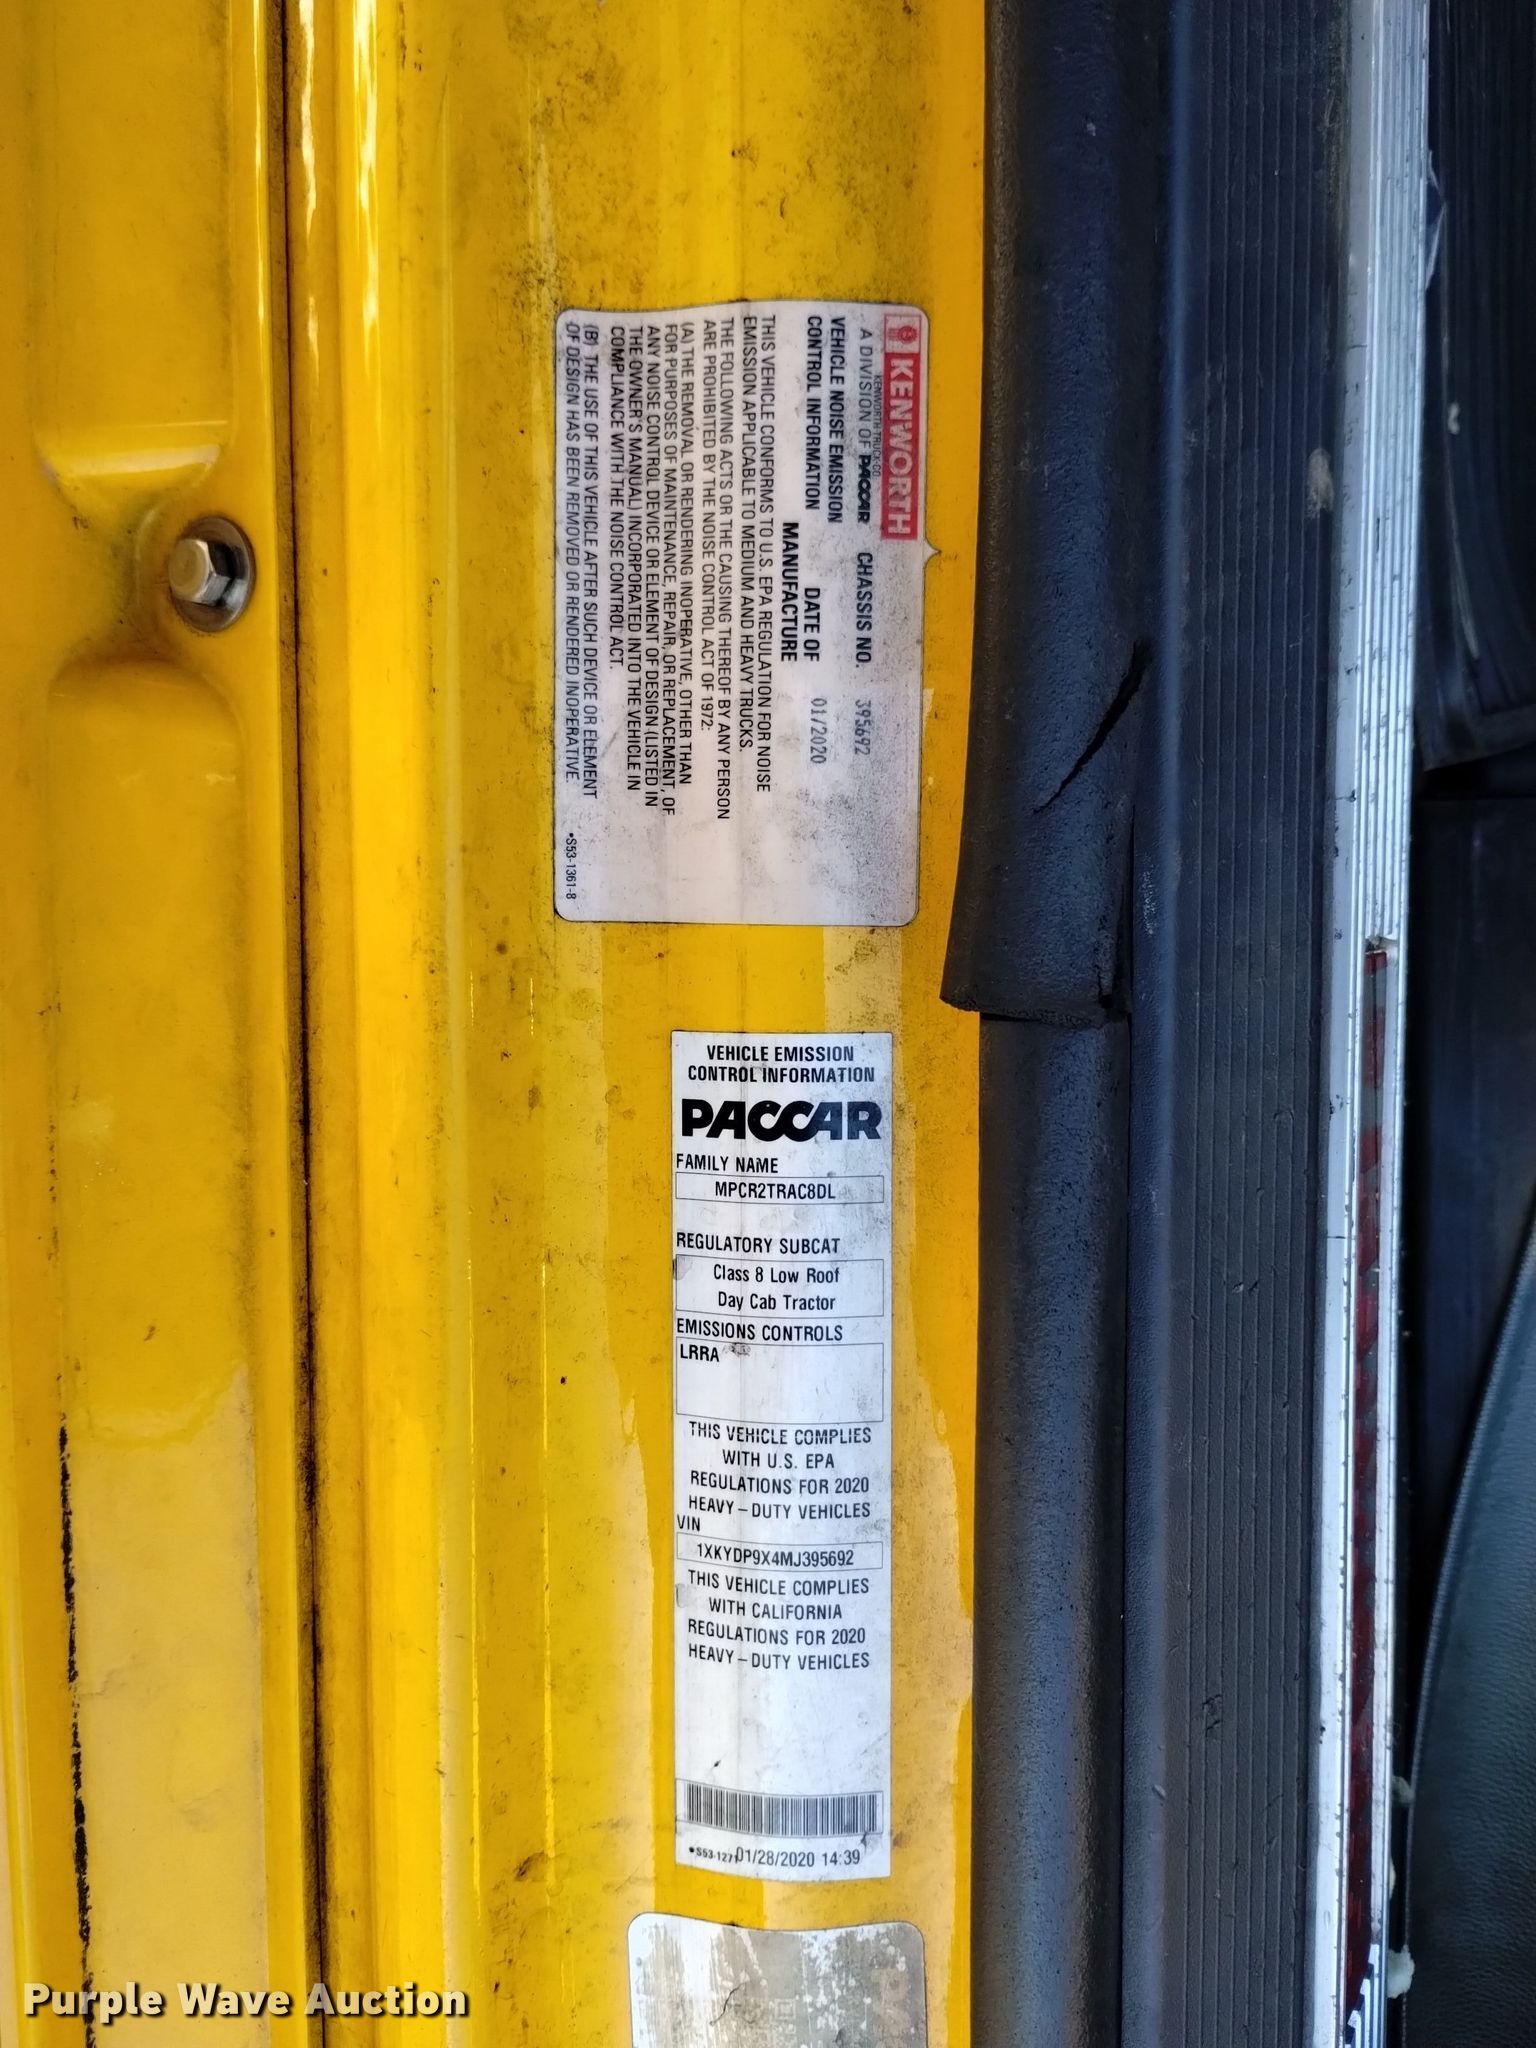 KENWORTH
KENWORTH TRUCK CO.
A DIVISION OF PACCAR
CHASSIS NO. 395692
VEHICLE NOISE EMISSION
CONTROL INFORMATION
DATE OF
MANUFACTURE
01/2020
THIS VEHICLE CONFORMS TO U.S. EPA REGULATION FOR NOISE
EMISSION APPLICABLE TO MEDIUM AND HEAVY TRUCKS.
THE FOLLOWING ACTS OR THE CAUSING THEREOF BY ANY PERSON
ARE PROHIBITED BY THE NOISE CONTROL ACT OF 1972:
(A) THE REMOVAL OR RENDERING INOPERATIVE, OTHER THAN
FOR PURPOSES OF MAINTENANCE, REPAIR, OR REPLACEMENT, OF
ANY NOISE CONTROL DEVICE OR ELEMENT OF DESIGN (LISTED IN
THE OWNER'S MANUAL) INCORPORATED INTO THE VEHICLE IN
COMPLIANCE WITH THE NOISE CONTROL ACT.
(B) THE USE OF THIS VEHICLE AFTER SUCH DEVICE OR ELEMENT
OF DESIGN HAS BEEN REMOVED OR RENDERED INOPERATIVE.
•S53-1361-8
VEHICLE EMISSION
CONTROL INFORMATION
PACCAR
FAMILY NAME
MPCR2TRAC8DL
REGULATORY SUBCAT
Class 8 Low Roof
Day Cab Tractor
EMISSIONS CONTROLS
LRRA
THIS VEHICLE COMPLIES
WITH U.S. EPA
REGULATIONS FOR 2020
HEAVY–DUTY VEHICLES
VIN
1XKYDP9X4MJ395692
THIS VEHICLE COMPLIES
WITH CALIFORNIA
REGULATIONS FOR 2020
HEAVY–DUTY VEHICLES
•S53-1271 01/28/2020 14:39
Purple Wave Auction